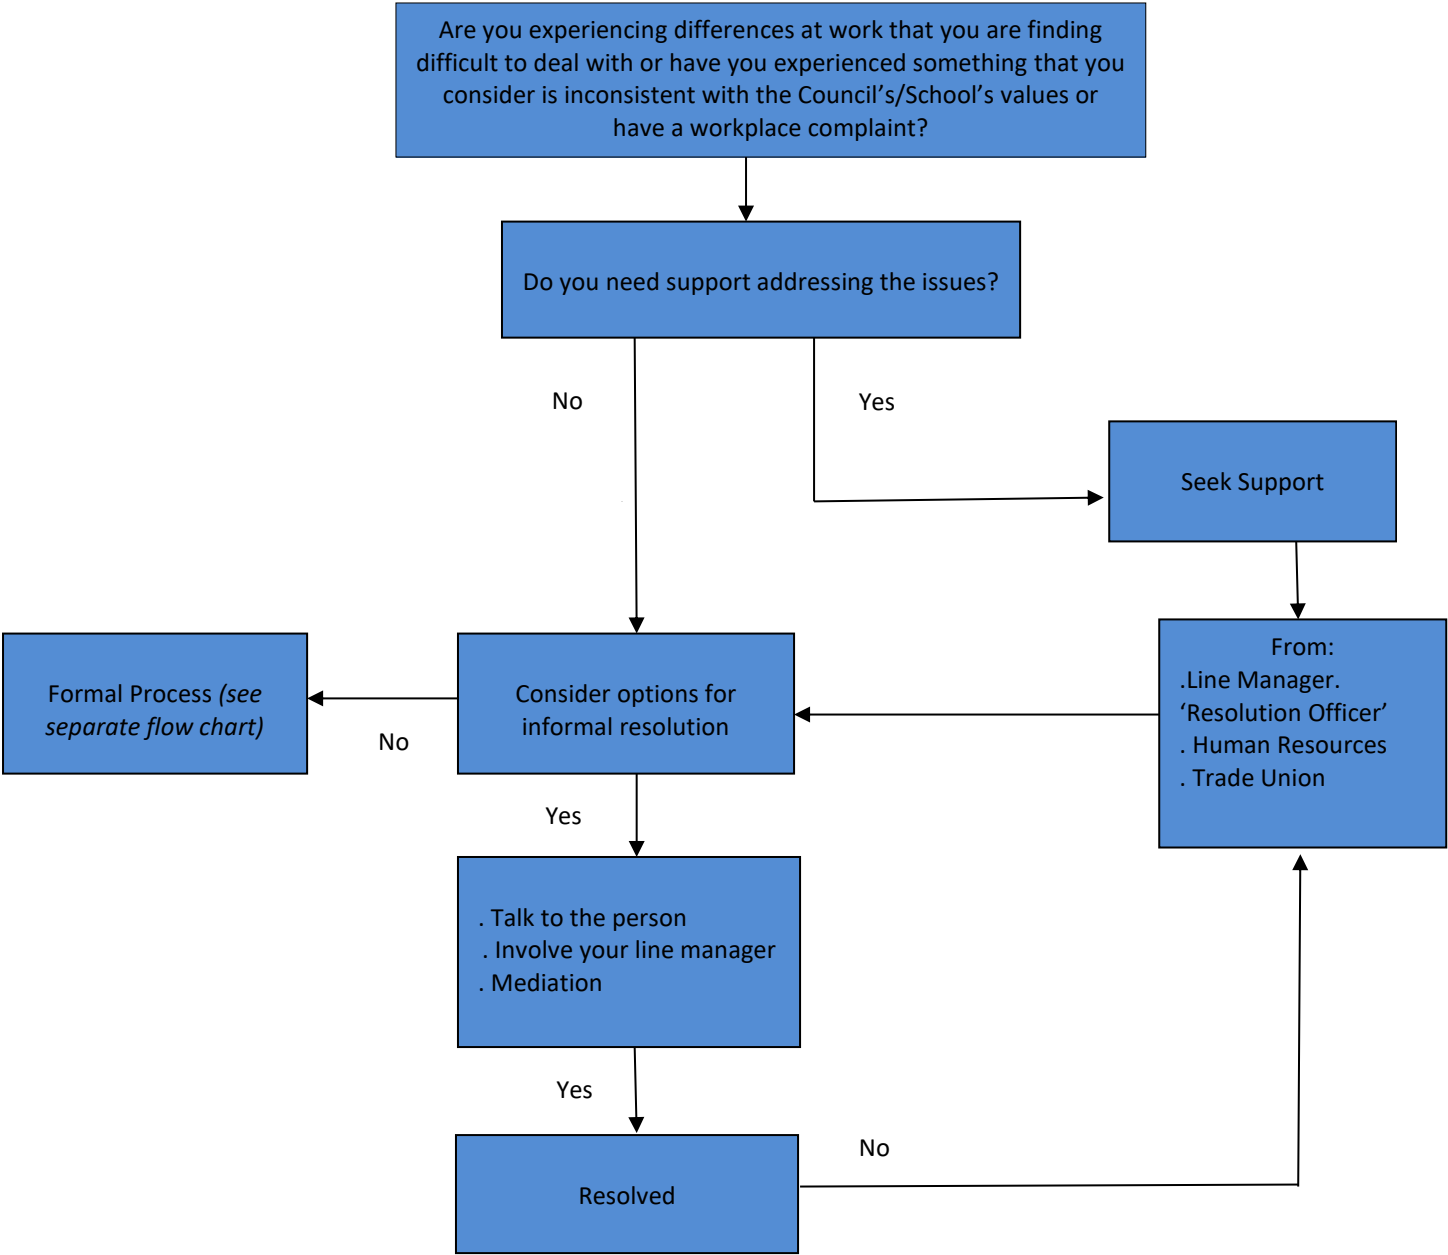 Are you experiencing differences at work that you are finding
difficult to deal with or have you experienced something that you
consider is inconsistent with the Council’s/School’s values or
have a workplace complaint?
Do you need support addressing the issues?
No
Yes
Seek Support
From:
.Line Manager.
‘Resolution Officer’
. Human Resources
. Trade Union
Consider options for
informal resolution
Formal Process (see
separate flow chart)
No
Yes
. Talk to the person
. Involve your line manager
. Mediation
Yes
Resolved
No